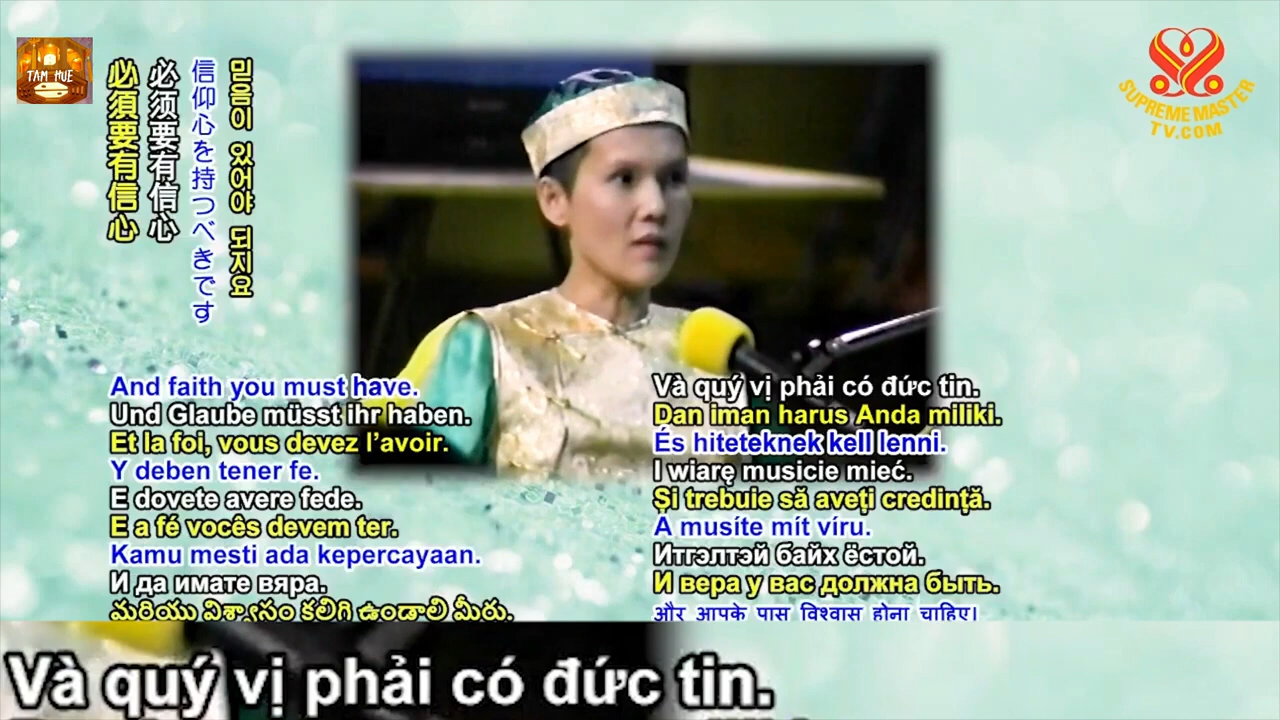 TAM HUE
必須要有信心
必须要有信心
信仰心を持つべきです
믿음이 있어야 되지요
SUPREME MASTER
TV.COM
And faith you must have.
Und Glaube müsst ihr haben.
Et la foi, vous devez l’avoir.
Y deben tener fe.
E dovete avere fede.
E a fé vocês devem ter.
Kamu mesti ada kepercayaan.
И да имате вяра.
మరియు విశ్వాసం కలిగి ఉండాలి మీరు.
Và quý vị phải có đức tin.
Dan iman harus Anda miliki.
És hiteteknek kell lenni.
I wiarę musicie mieć.
Și trebuie să aveți credință.
A musíte mít víru.
Итгэлтэй байх ёстой.
И вера у вас должна быть.
और आपके पास विश्वास होना चाहिए।
Và quý vị phải có đức tin.